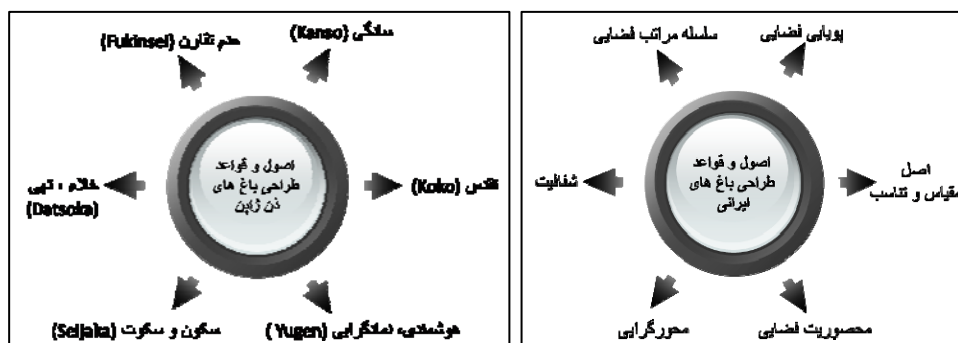 عدم تقارن (Fukinsei)
سادگی (Kanso)
خلاء ، تهی
(Datsoka)
اصول و قواعد
طراحی باغ های
ذن ژاپن
تقدس (Koko)
سکون و سکوت (Seijaka)
هوشمندی، نمادگرایی (Yugen )
سلسله مراتب فضایی
پویایی فضایی
شفافیت
اصول و قواعد
طراحی باغ های
ایرانی
اصل
مقیاس و تناسب
محورگرایی
محصوریت فضایی